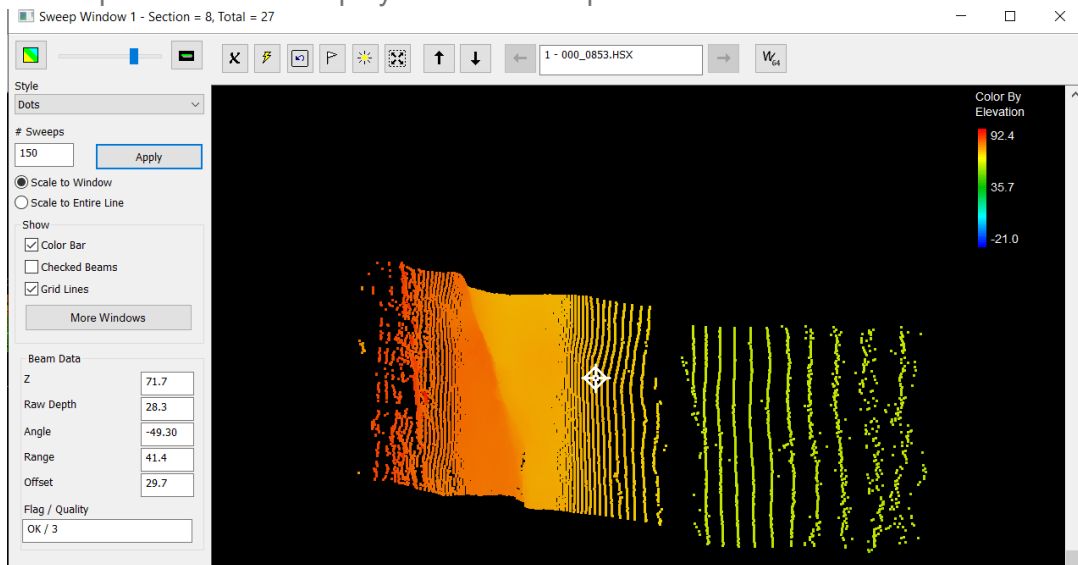 Sweep Window 1 - Section = 8, Total = 27
1 - 000_0853.HSX
W64
Style
Dots
# Sweeps
150
Apply
Scale to Window
Scale to Entire Line
Show
Color Bar
Checked Beams
Grid Lines
More Windows
Beam Data
Z
71.7
Raw Depth
28.3
Angle
-49.30
Range
41.4
Offset
29.7
Flag / Quality
OK / 3
Color By
Elevation
92.4
35.7
-21.0